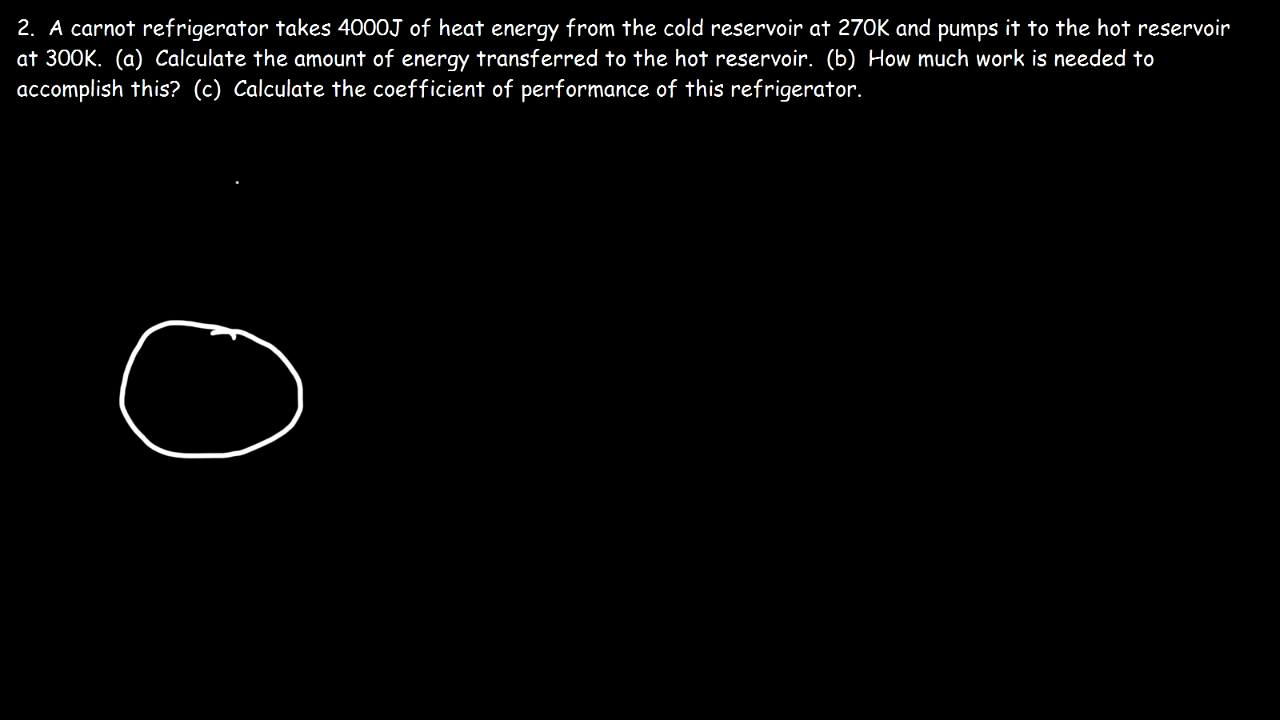 2. A carnot refrigerator takes 4000J of heat energy from the cold reservoir at 270K and pumps it to the hot reservoir
at 300K. (a) Calculate the amount of energy transferred to the hot reservoir. (b) How much work is needed to
accomplish this? (c) Calculate the coefficient of performance of this refrigerator.